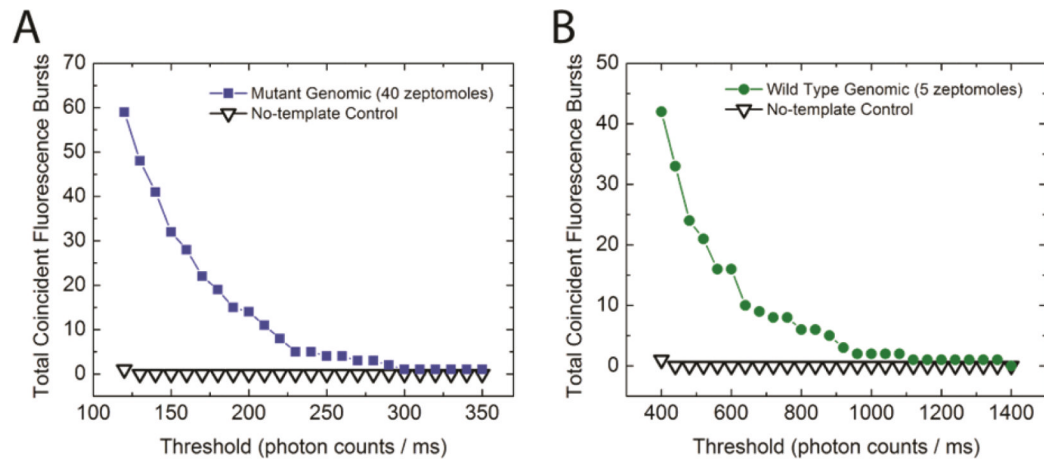 A
Total Coincident Fluorescence Bursts
70
60
50
40
30
20
10
0
Mutant Genomic (40 zeptomoles)
No-template Control
100 150 200 250 300 350
Threshold (photon counts / ms)
B
Total Coincident Fluorescence Bursts
50
40
30
20
10
0
Wild Type Genomic (5 zeptomoles)
No-template Control
400 600 800 1000 1200 1400
Threshold (photon counts / ms)